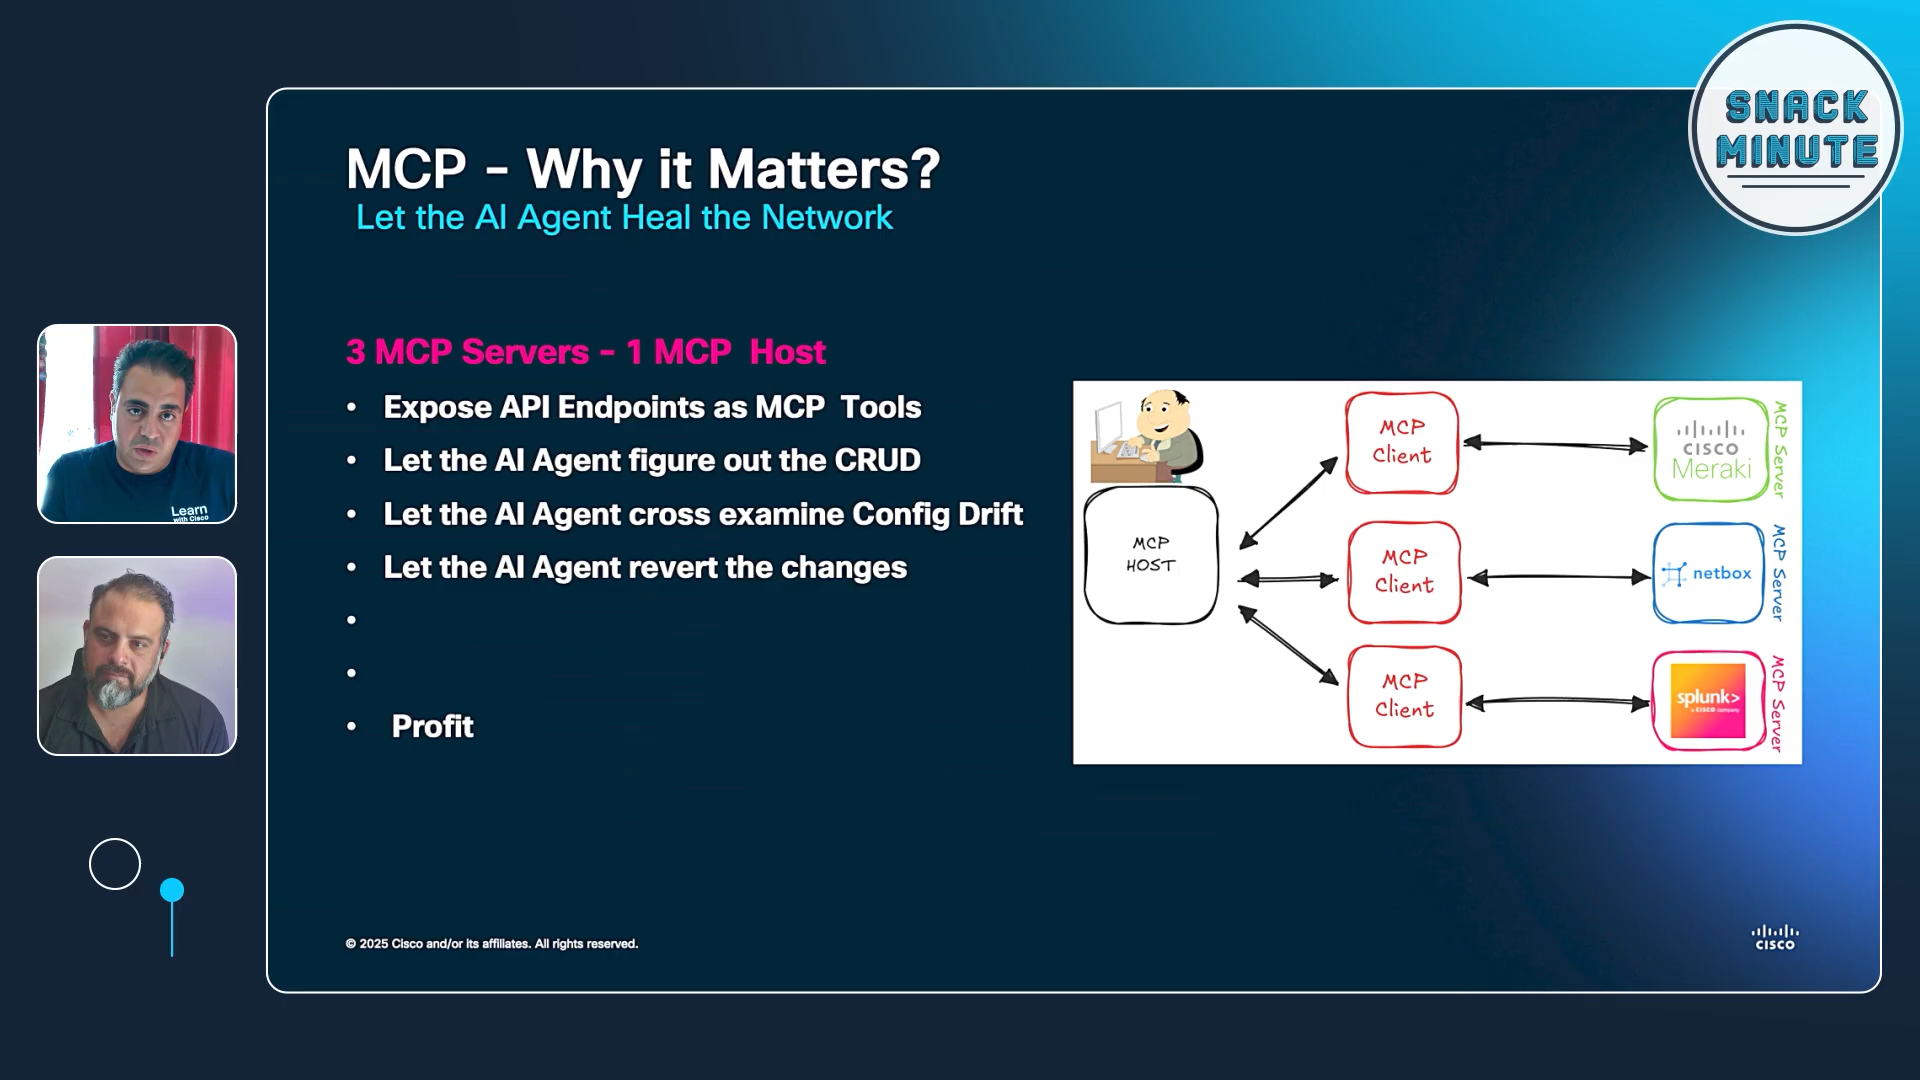 SNACK
MINUTE
MCP - Why it Matters?
Let the AI Agent Heal the Network
3 MCP Servers - 1 MCP Host
• Expose API Endpoints as MCP Tools
• Let the AI Agent figure out the CRUD
• Let the AI Agent cross examine Config Drift
• Let the AI Agent revert the changes
•
•
• Profit
MCP
HOST
MCP
Client
MCP
Client
MCP
Client
CISCO
Meraki
MCP Server
netbox
MCP Server
splunk>
a CISCO company
MCP Server
Learn
with Cisco
© 2025 Cisco and/or its affiliates. All rights reserved.
CISCO